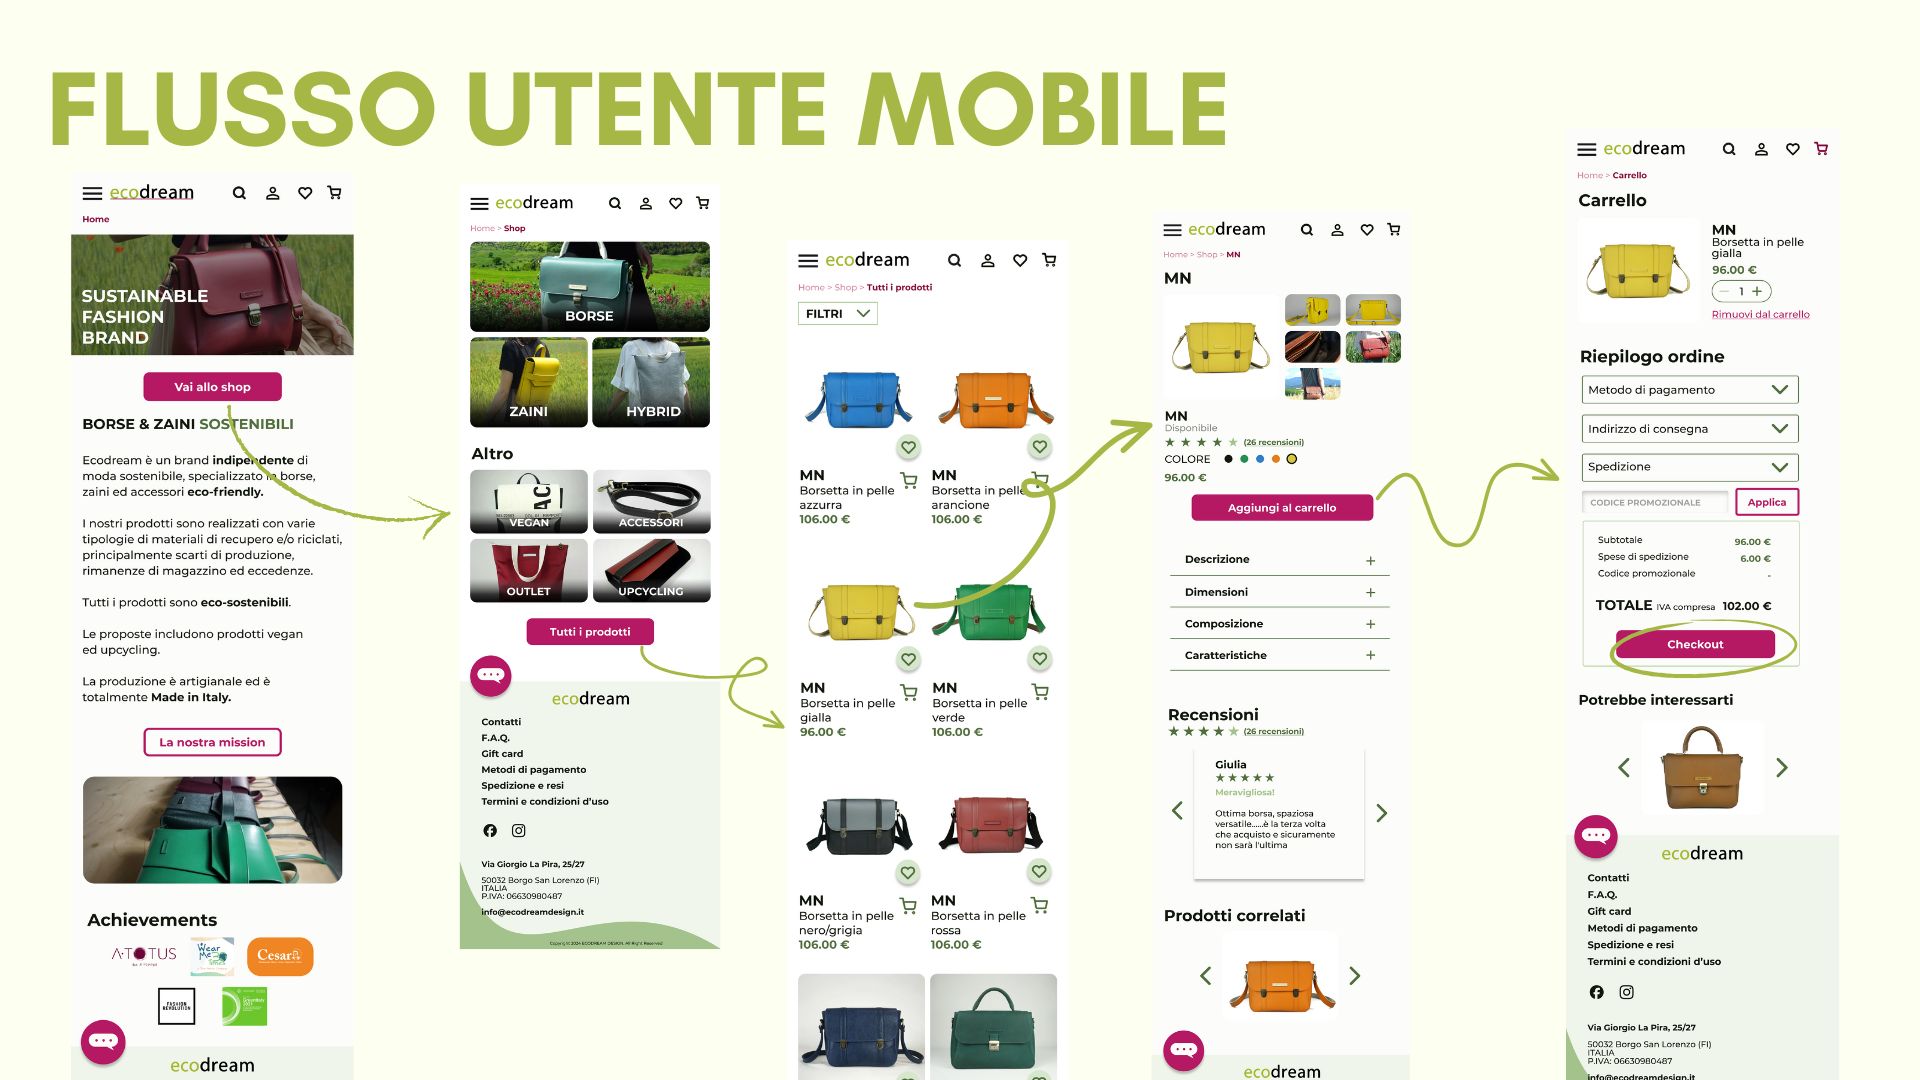 FLUSSO UTENTE MOBILE
ecodream
Home
SUSTAINABLE
FASHION
BRAND
Vai allo shop
BORSE & ZAINI SOSTENIBILI
Ecodream è un brand indipendente di
moda sostenibile, specializzato in borse,
zaini ed accessori eco-friendly.
I nostri prodotti sono realizzati con varie
tipologie di materiali di recupero e/o riciclati,
principalmente scarti di produzione,
rimanenze di magazzino ed eccedenze.
Tutti i prodotti sono eco-sostenibili.
Le proposte includono prodotti vegan
ed upcycling.
La produzione è artigianale ed è
totalmente Made in Italy.
La nostra mission
Achievements
A·TOTUS
Wear
Me
Cesare
FASHION
REVOLUTION
ecodream
ecodream
Home > Shop
BORSE
ZAINI
HYBRID
Altro
VEGAN
ACCESSORI
OUTLET
UPCYCLING
Tutti i prodotti
ecodream
Contatti
F.A.Q.
Gift card
Metodi di pagamento
Spedizione e resi
Termini e condizioni d'uso
Via Giorgio La Pira, 25/27
50032 Borgo San Lorenzo (FI)
ITALIA
P.IVA: 06630980487
info@ecodreamdesign.it
Copyright 2024 ECODREAM DESIGN. All Right Reserved
ecodream
Home > Shop > Tutti i prodotti
FILTRI
MN
Borsetta in pelle
azzurra
106.00 €
MN
Borsetta in pelle
arancione
106.00 €
MN
Borsetta in pelle
gialla
96.00 €
MN
Borsetta in pelle
verde
106.00 €
MN
Borsetta in pelle
nero/grigia
106.00 €
MN
Borsetta in pelle
rossa
106.00 €
ecodream
Home > Shop > MN
MN
MN
Disponibile
(26 recensioni)
COLORE
96.00 €
Aggiungi al carrello
Descrizione +
Dimensioni +
Composizione +
Caratteristiche +
Recensioni
(26 recensioni)
Giulia
Meravigliosa!
Ottima borsa, spaziosa
versatile.....è la terza volta
che acquisto e sicuramente
non sarà l'ultima
Prodotti correlati
ecodream
ecodream
Home > Carrello
Carrello
MN
Borsetta in pelle
gialla
96.00 €
− 1 +
Rimuovi dal carrello
Riepilogo ordine
Metodo di pagamento
Indirizzo di consegna
Spedizione
CODICE PROMOZIONALE
Applica
Subtotale 96.00 €
Spese di spedizione 6.00 €
Codice promozionale -
TOTALE IVA compresa 102.00 €
Checkout
Potrebbe interessarti
ecodream
Contatti
F.A.Q.
Gift card
Metodi di pagamento
Spedizione e resi
Termini e condizioni d'uso
Via Giorgio La Pira, 25/27
50032 Borgo San Lorenzo (FI)
ITALIA
P.IVA: 06630980487
info@ecodreamdesign.it